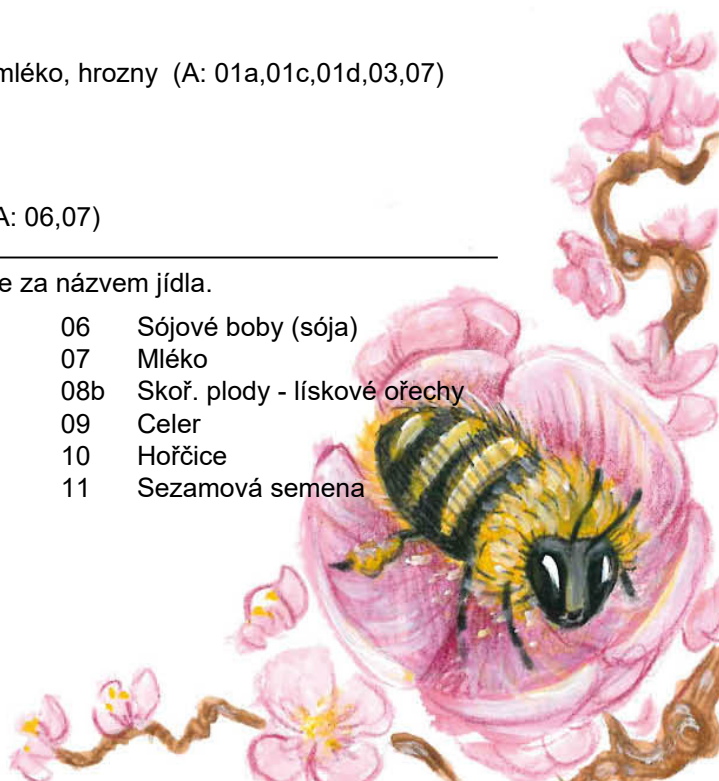 mléko, hrozny (A: 01a,01c,01d,03,07)
A: 06,07)
e za názvem jídla.
06 Sójové boby (sója)
07 Mléko
08b Skoř. plody - lískové ořechy
09 Celer
10 Hořčice
11 Sezamová semena